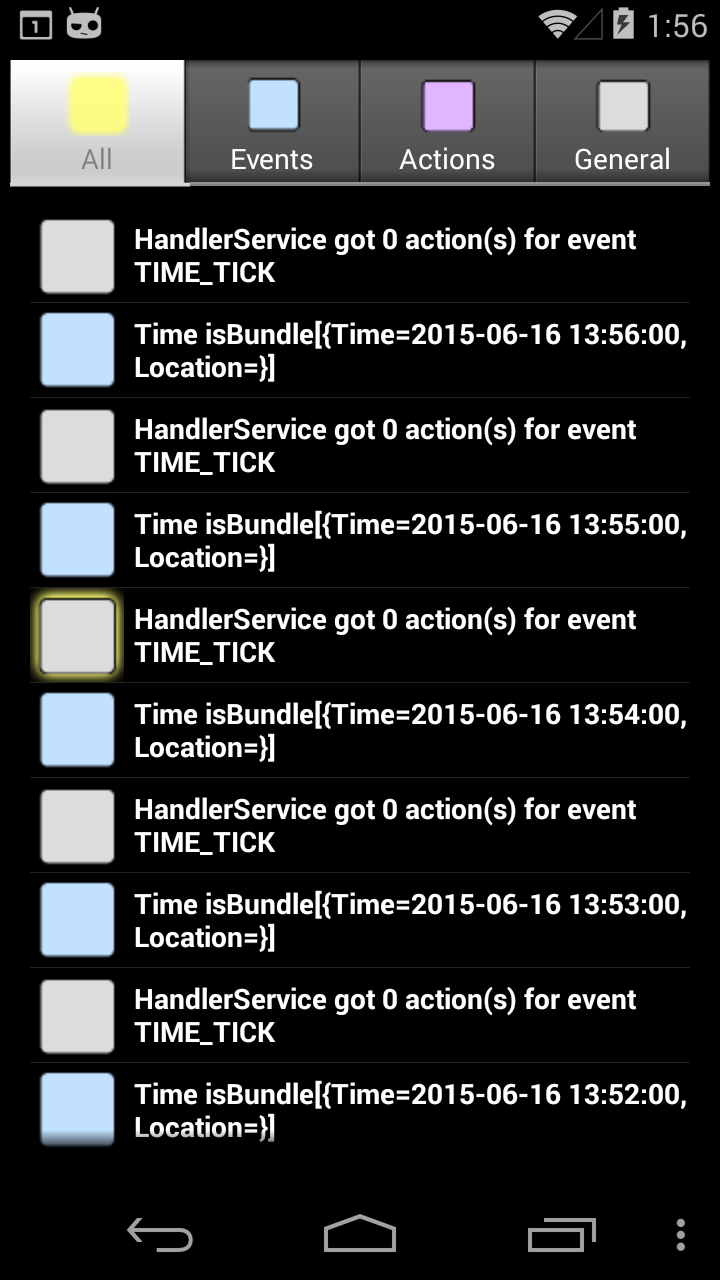 1
1:56
All
Events
Actions
General
HandlerService got 0 action(s) for event
TIME_TICK
Time isBundle[{Time=2015-06-16 13:56:00,
Location=}]
HandlerService got 0 action(s) for event
TIME_TICK
Time isBundle[{Time=2015-06-16 13:55:00,
Location=}]
HandlerService got 0 action(s) for event
TIME_TICK
Time isBundle[{Time=2015-06-16 13:54:00,
Location=}]
HandlerService got 0 action(s) for event
TIME_TICK
Time isBundle[{Time=2015-06-16 13:53:00,
Location=}]
HandlerService got 0 action(s) for event
TIME_TICK
Time isBundle[{Time=2015-06-16 13:52:00,
Location=}]